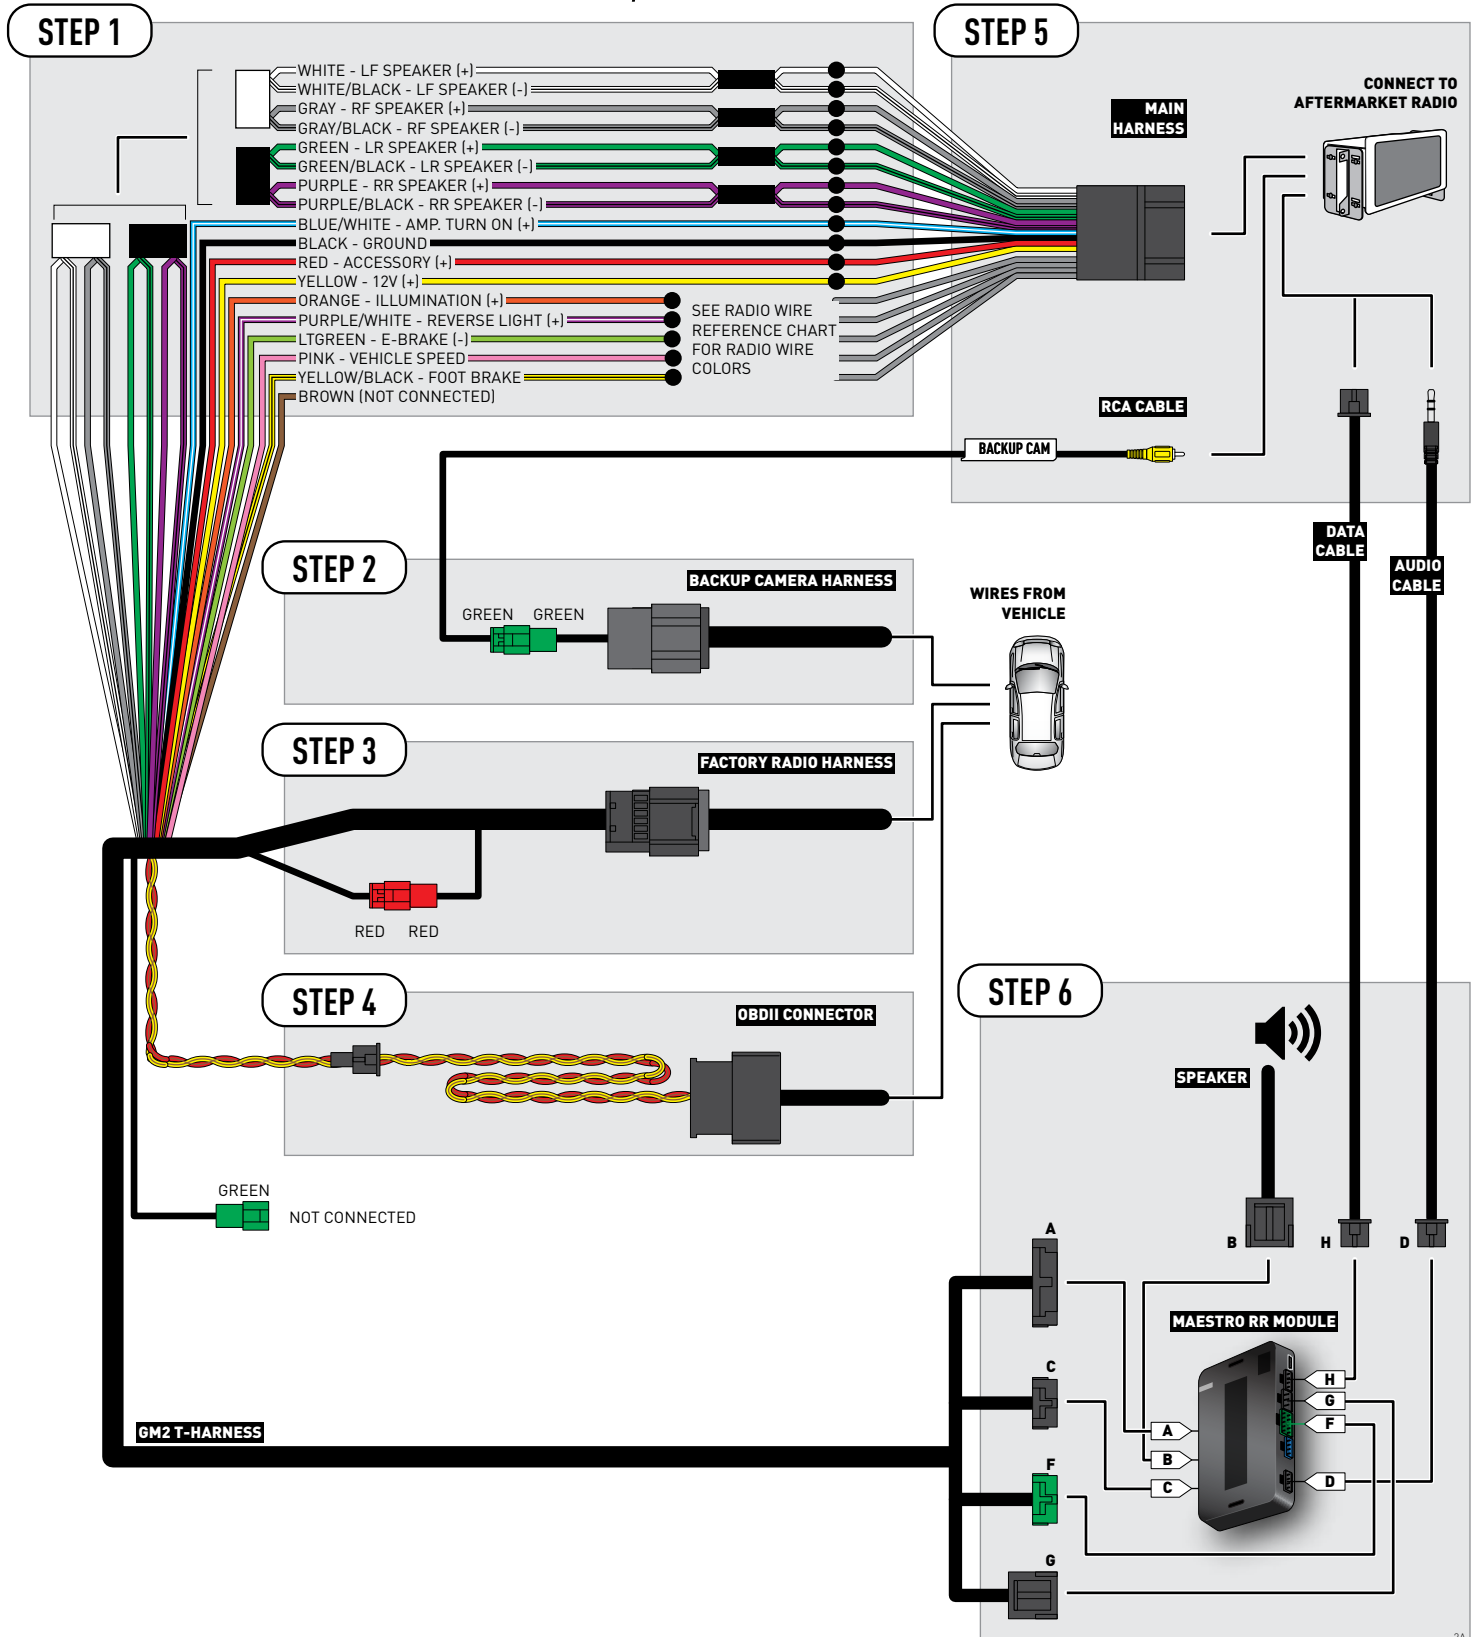 STEP 1
WHITE - LF SPEAKER (+)
WHITE/BLACK - LF SPEAKER (-)
GRAY - RF SPEAKER (+)
GRAY/BLACK - RF SPEAKER (-)
GREEN - LR SPEAKER (+)
GREEN/BLACK - LR SPEAKER (-)
PURPLE - RR SPEAKER (+)
PURPLE/BLACK - RR SPEAKER (-)
BLUE/WHITE - AMP. TURN ON (+)
BLACK - GROUND
RED - ACCESSORY (+)
YELLOW - 12V (+)
ORANGE - ILLUMINATION (+)
PURPLE/WHITE - REVERSE LIGHT (+)
LTGREEN - E-BRAKE (-)
PINK - VEHICLE SPEED
YELLOW/BLACK - FOOT BRAKE
BROWN (NOT CONNECTED)
SEE RADIO WIRE
REFERENCE CHART
FOR RADIO WIRE
COLORS
STEP 5
MAIN
HARNESS
CONNECT TO
AFTERMARKET RADIO
RCA CABLE
BACKUP CAM
DATA
CABLE
AUDIO
CABLE
STEP 2
BACKUP CAMERA HARNESS
GREEN GREEN
WIRES FROM
VEHICLE
STEP 3
FACTORY RADIO HARNESS
RED RED
STEP 4
OBDII CONNECTOR
GREEN
NOT CONNECTED
GM2 T-HARNESS
STEP 6
SPEAKER
B
H
D
A
C
F
G
MAESTRO RR MODULE
H
G
F
D
A
B
C